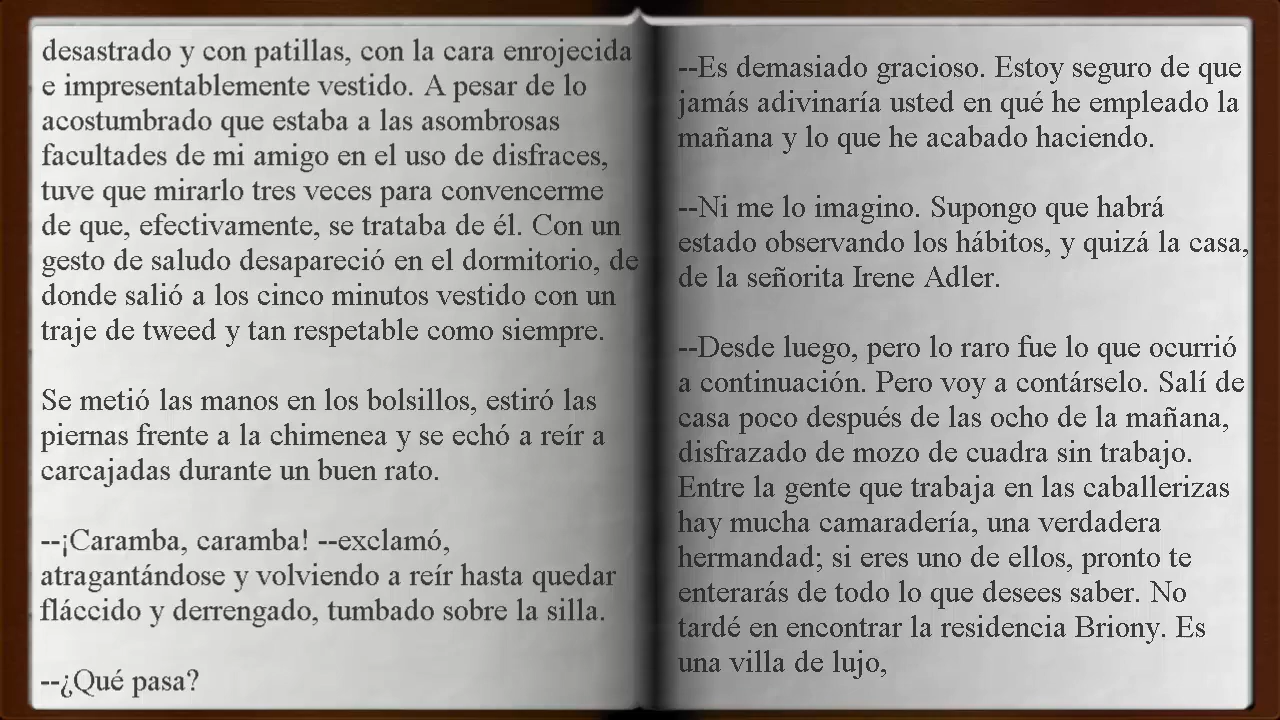 desastrado y con patillas, con la cara enrojecida
e impresentablemente vestido. A pesar de lo
acostumbrado que estaba a las asombrosas
facultades de mi amigo en el uso de disfraces,
tuve que mirarlo tres veces para convencerme
de que, efectivamente, se trataba de él. Con un
gesto de saludo desapareció en el dormitorio, de
donde salió a los cinco minutos vestido con un
traje de tweed y tan respetable como siempre.
Se metió las manos en los bolsillos, estiró las
piernas frente a la chimenea y se echó a reír a
carcajadas durante un buen rato.
--¡Caramba, caramba! --exclamó,
atragantándose y volviendo a reír hasta quedar
fláccido y derrengado, tumbado sobre la silla.
--¿Qué pasa?
--Es demasiado gracioso. Estoy seguro de que
jamás adivinaría usted en qué he empleado la
mañana y lo que he acabado haciendo.
--Ni me lo imagino. Supongo que habrá
estado observando los hábitos, y quizá la casa,
de la señorita Irene Adler.
--Desde luego, pero lo raro fue lo que ocurrió
a continuación. Pero voy a contárselo. Salí de
casa poco después de las ocho de la mañana,
disfrazado de mozo de cuadra sin trabajo.
Entre la gente que trabaja en las caballerizas
hay mucha camaradería, una verdadera
hermandad; si eres uno de ellos, pronto te
enterarás de todo lo que desees saber. No
tardé en encontrar la residencia Briony. Es
una villa de lujo,